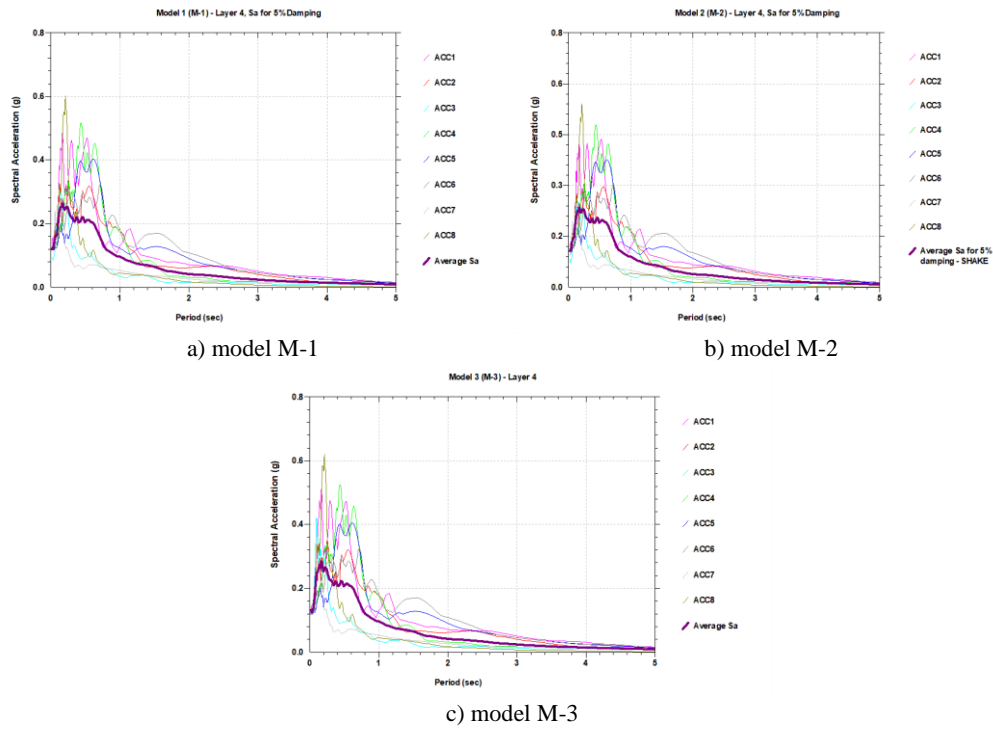 Model 1 (M-1) - Layer 4, Sa for 5%Damping
Spectral Acceleration (g)
0.8
0.6
0.4
0.2
0.0
0 1 2 3 4 5
Period (sec)
ACC1
ACC2
ACC3
ACC4
ACC5
ACC6
ACC7
ACC8
Average Sa
a) model M-1
Model 2 (M-2) - Layer 4, Sa for 5%Damping
Spectral Acceleration (g)
0.8
0.6
0.5
0.3
0.2
0.0
0 1 2 3 4 5
Period (sec)
ACC1
ACC2
ACC3
ACC4
ACC5
ACC6
ACC7
ACC8
Average Sa for 5%
damping - SHAKE
b) model M-2
Model 3 (M-3) - Layer 4
Spectral Acceleration (g)
0.8
0.6
0.4
0.2
0.0
0 1 2 3 4 5
Period (sec)
ACC1
ACC2
ACC3
ACC4
ACC5
ACC6
ACC7
ACC8
Average Sa
c) model M-3